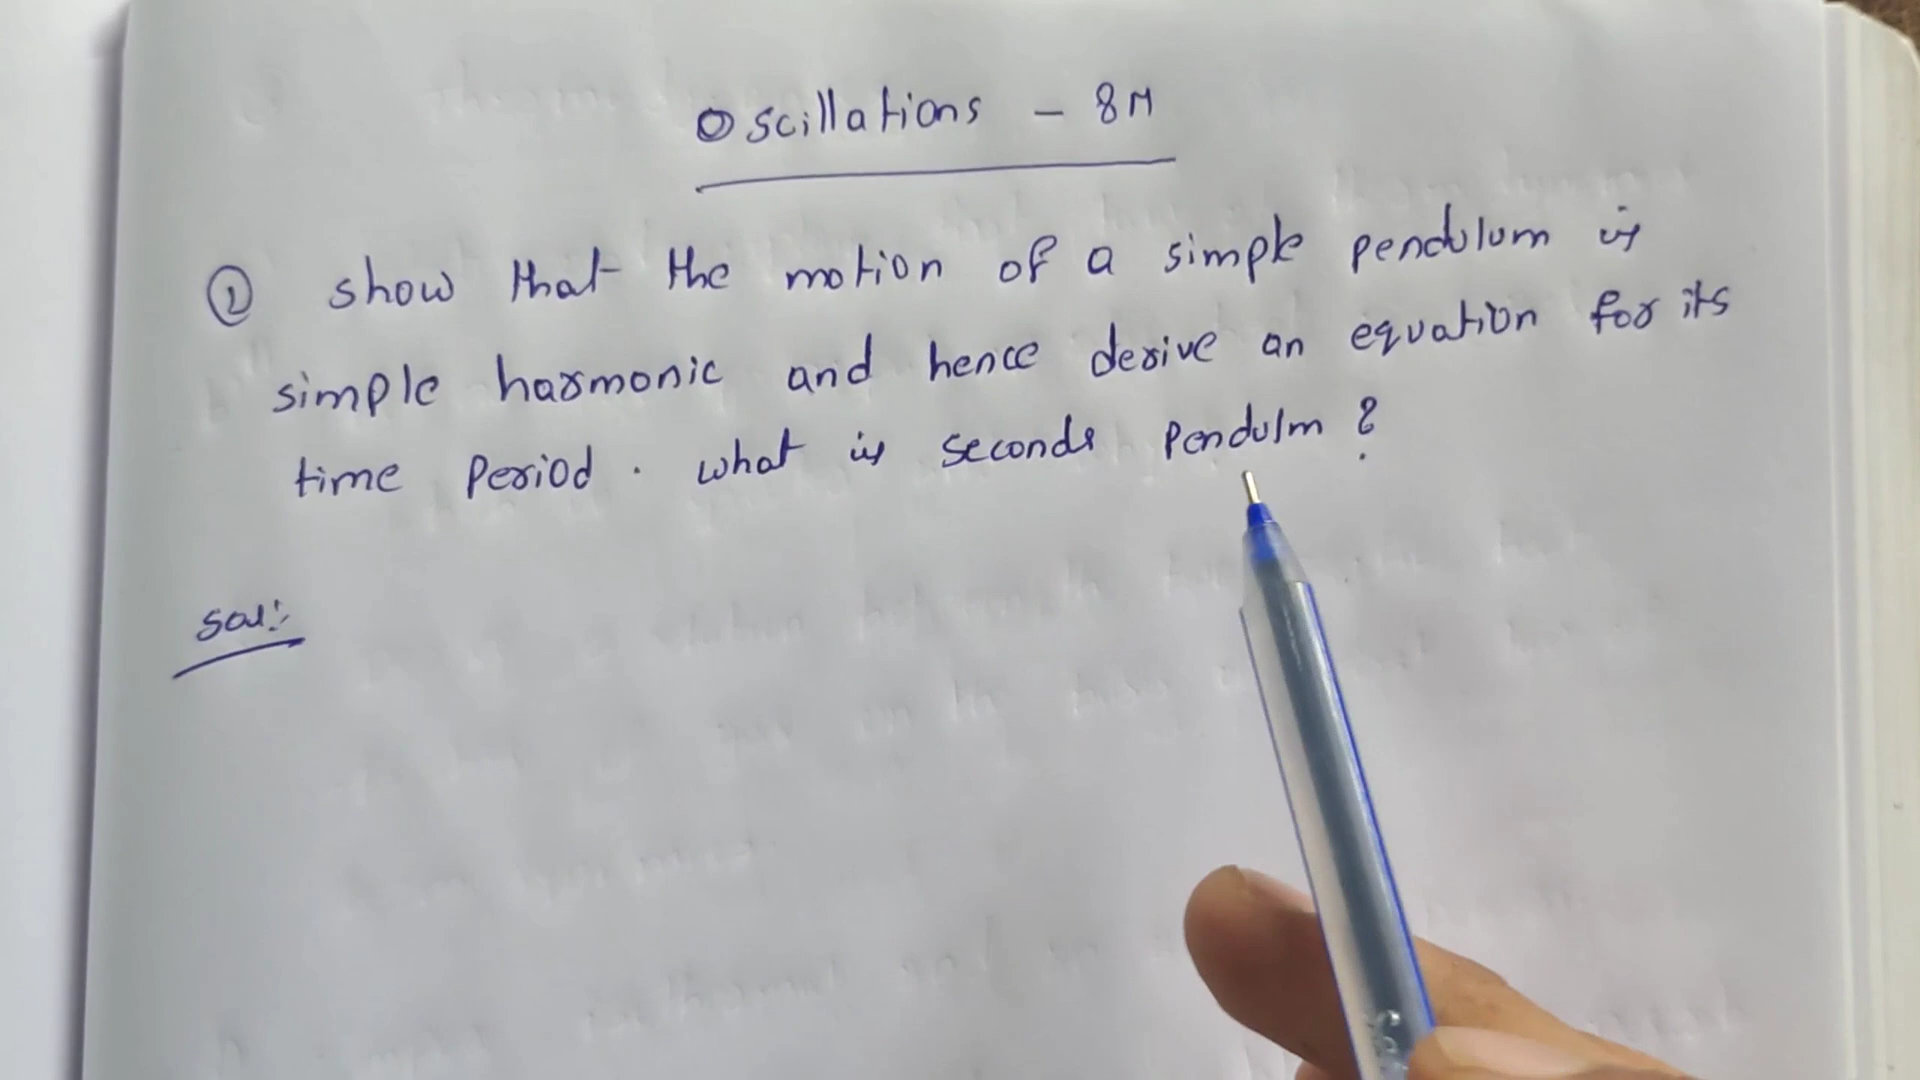 Oscillations - 8M
① show that the motion of a simple pendulum is
simple harmonic and hence derive an equation for its
time period. what is seconds pendulm?
Sol:-